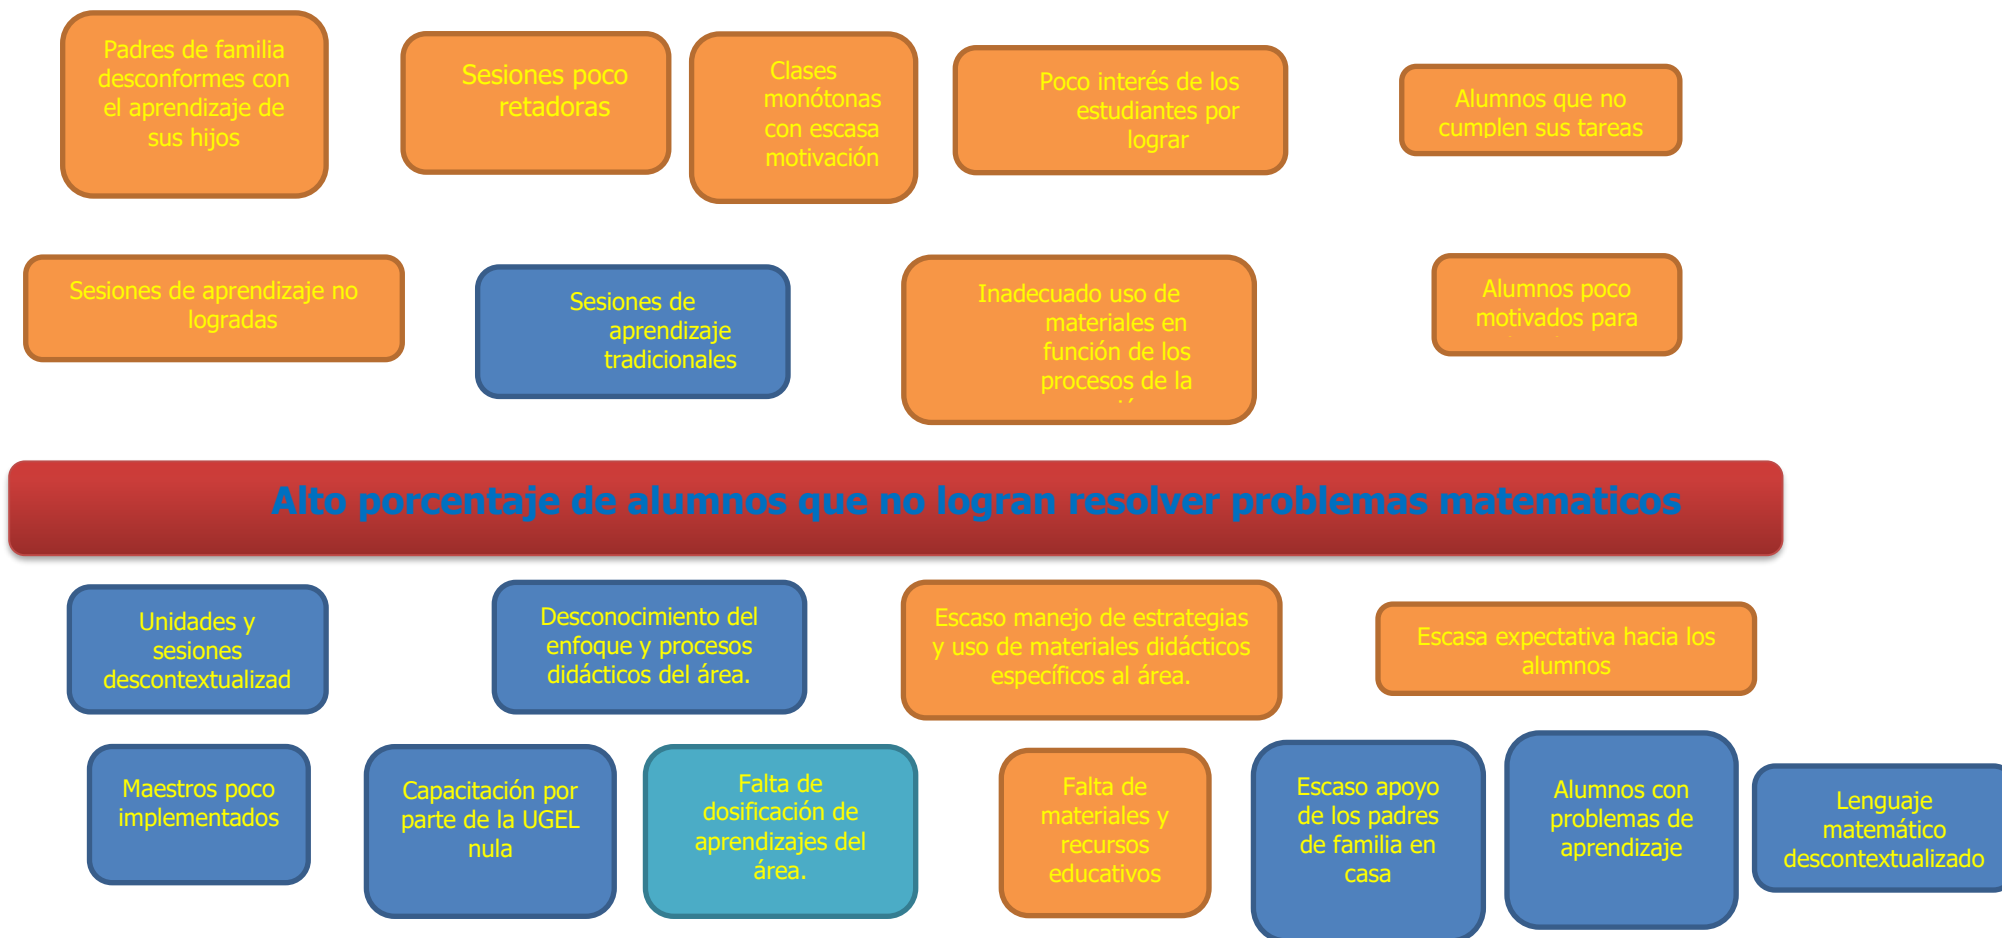 Padres de familia
desconformes con
el aprendizaje de
sus hijos
Sesiones poco
retadoras
Clases
monótonas
con escasa
motivación
Poco interés de los
estudiantes por
lograr
Alumnos que no
cumplen sus tareas
Sesiones de aprendizaje no
logradas
Sesiones de
aprendizaje
tradicionales
Inadecuado uso de
materiales en
función de los
procesos de la
Alumnos poco
motivados para
Alto porcentaje de alumnos que no logran resolver problemas matematicos
Unidades y
sesiones
descontextualizad
Desconocimiento del
enfoque y procesos
didácticos del área.
Escaso manejo de estrategias
y uso de materiales didácticos
específicos al área.
Escasa expectativa hacia los
alumnos
Maestros poco
implementados
Capacitación por
parte de la UGEL
nula
Falta de
dosificación de
aprendizajes del
área.
Falta de
materiales y
recursos
educativos
Escaso apoyo
de los padres
de familia en
casa
Alumnos con
problemas de
aprendizaje
Lenguaje
matemático
descontextualizado